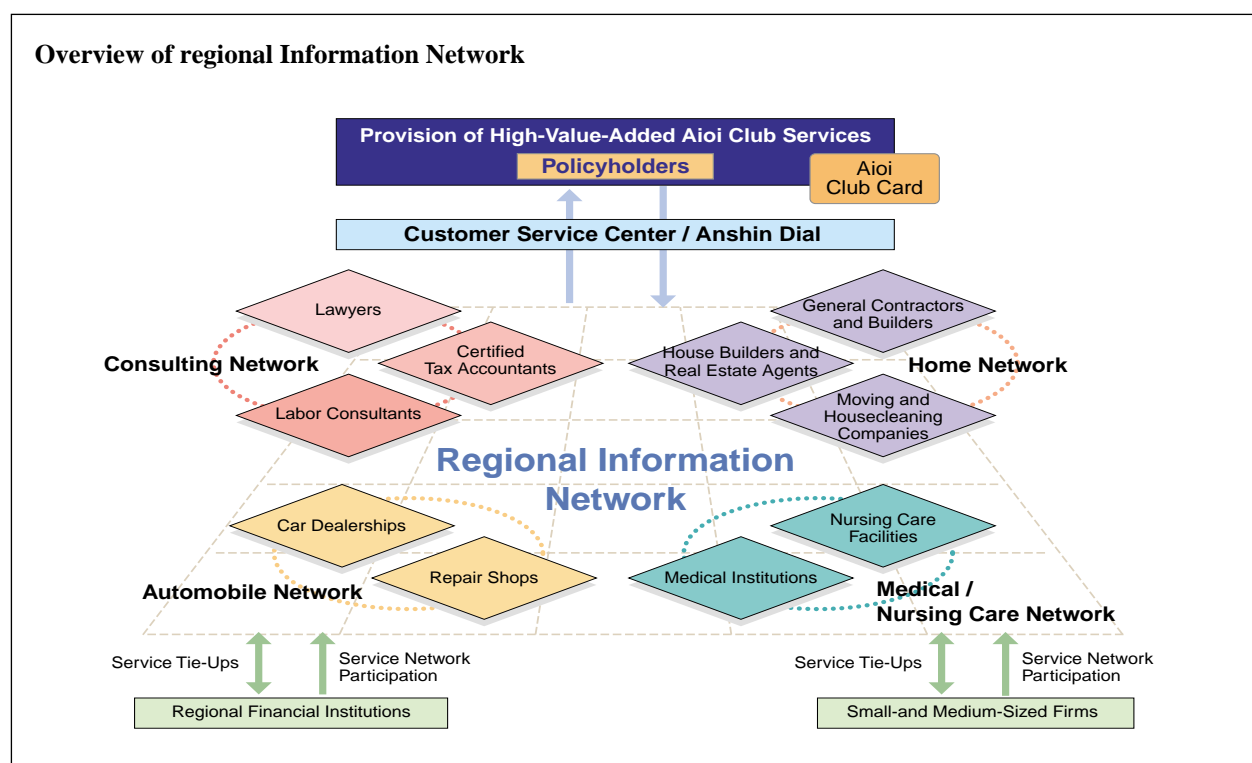 Overview of regional Information Network
Provision of High-Value-Added Aioi Club Services
Policyholders
Aioi
Club Card
Customer Service Center / Anshin Dial
Lawyers
General Contractors
and Builders
Consulting Network
Certified
Tax Accountants
House Builders and
Real Estate Agents
Home Network
Labor Consultants
Moving and
Housecleaning
Companies
Regional Information
Network
Car Dealerships
Nursing Care
Facilities
Repair Shops
Medical Institutions
Automobile Network
Medical /
Nursing Care Network
Service Tie-Ups
Service Network
Participation
Service Tie-Ups
Service Network
Participation
Regional Financial Institutions
Small-and Medium-Sized Firms